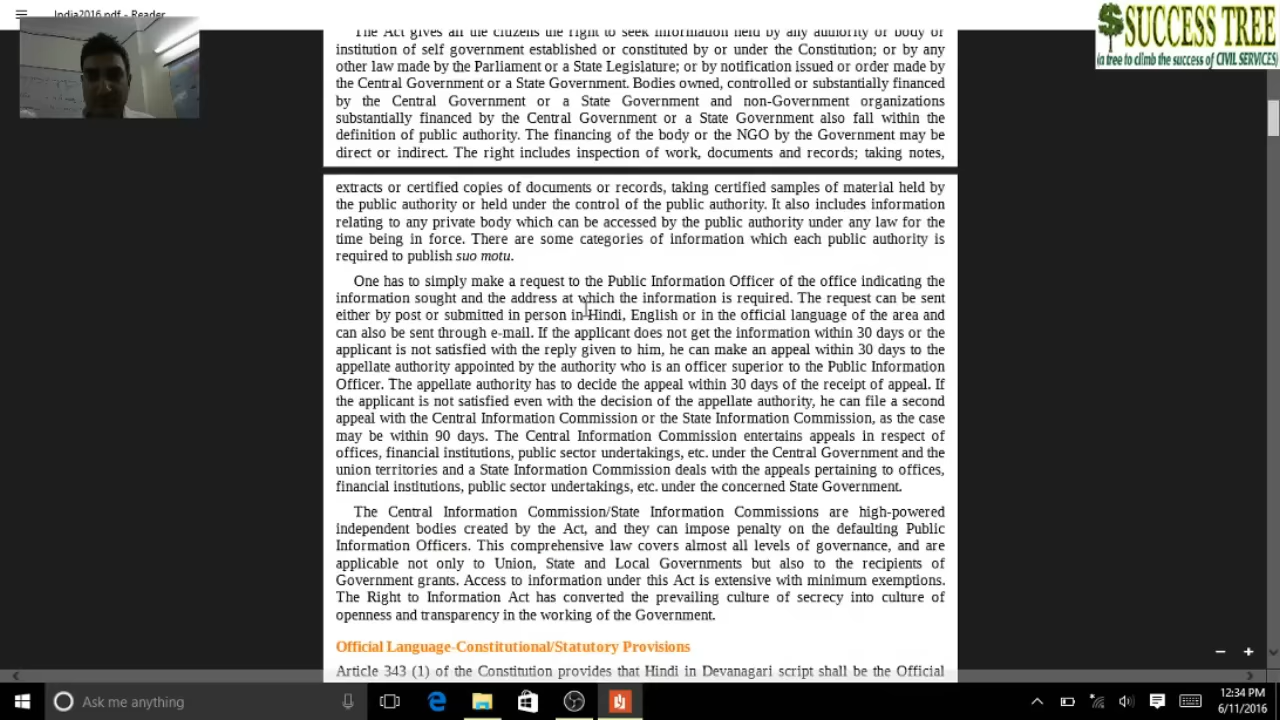 India2016.pdf - Reader
SUCCESS TREE
(a tree to climb the success of CIVIL SERVICES)
The Act gives all the citizens the right to seek information held by any authority or body or
institution of self government established or constituted by or under the Constitution; or by any
other law made by the Parliament or a State Legislature; or by notification issued or order made by
the Central Government or a State Government. Bodies owned, controlled or substantially financed
by the Central Government or a State Government and non-Government organizations
substantially financed by the Central Government or a State Government also fall within the
definition of public authority. The financing of the body or the NGO by the Government may be
direct or indirect. The right includes inspection of work, documents and records; taking notes,
extracts or certified copies of documents or records, taking certified samples of material held by
the public authority or held under the control of the public authority. It also includes information
relating to any private body which can be accessed by the public authority under any law for the
time being in force. There are some categories of information which each public authority is
required to publish suo motu.
One has to simply make a request to the Public Information Officer of the office indicating the
information sought and the address at which the information is required. The request can be sent
either by post or submitted in person in Hindi, English or in the official language of the area and
can also be sent through e-mail. If the applicant does not get the information within 30 days or the
applicant is not satisfied with the reply given to him, he can make an appeal within 30 days to the
appellate authority appointed by the authority who is an officer superior to the Public Information
Officer. The appellate authority has to decide the appeal within 30 days of the receipt of appeal. If
the applicant is not satisfied even with the decision of the appellate authority, he can file a second
appeal with the Central Information Commission or the State Information Commission, as the case
may be within 90 days. The Central Information Commission entertains appeals in respect of
offices, financial institutions, public sector undertakings, etc. under the Central Government and the
union territories and a State Information Commission deals with the appeals pertaining to offices,
financial institutions, public sector undertakings, etc. under the concerned State Government.
The Central Information Commission/State Information Commissions are high-powered
independent bodies created by the Act, and they can impose penalty on the defaulting Public
Information Officers. This comprehensive law covers almost all levels of governance, and are
applicable not only to Union, State and Local Governments but also to the recipients of
Government grants. Access to information under this Act is extensive with minimum exemptions.
The Right to Information Act has converted the prevailing culture of secrecy into culture of
openness and transparency in the working of the Government.
Official Language-Constitutional/Statutory Provisions
Article 343 (1) of the Constitution provides that Hindi in Devanagari script shall be the Official
Ask me anything
12:34 PM
6/11/2016